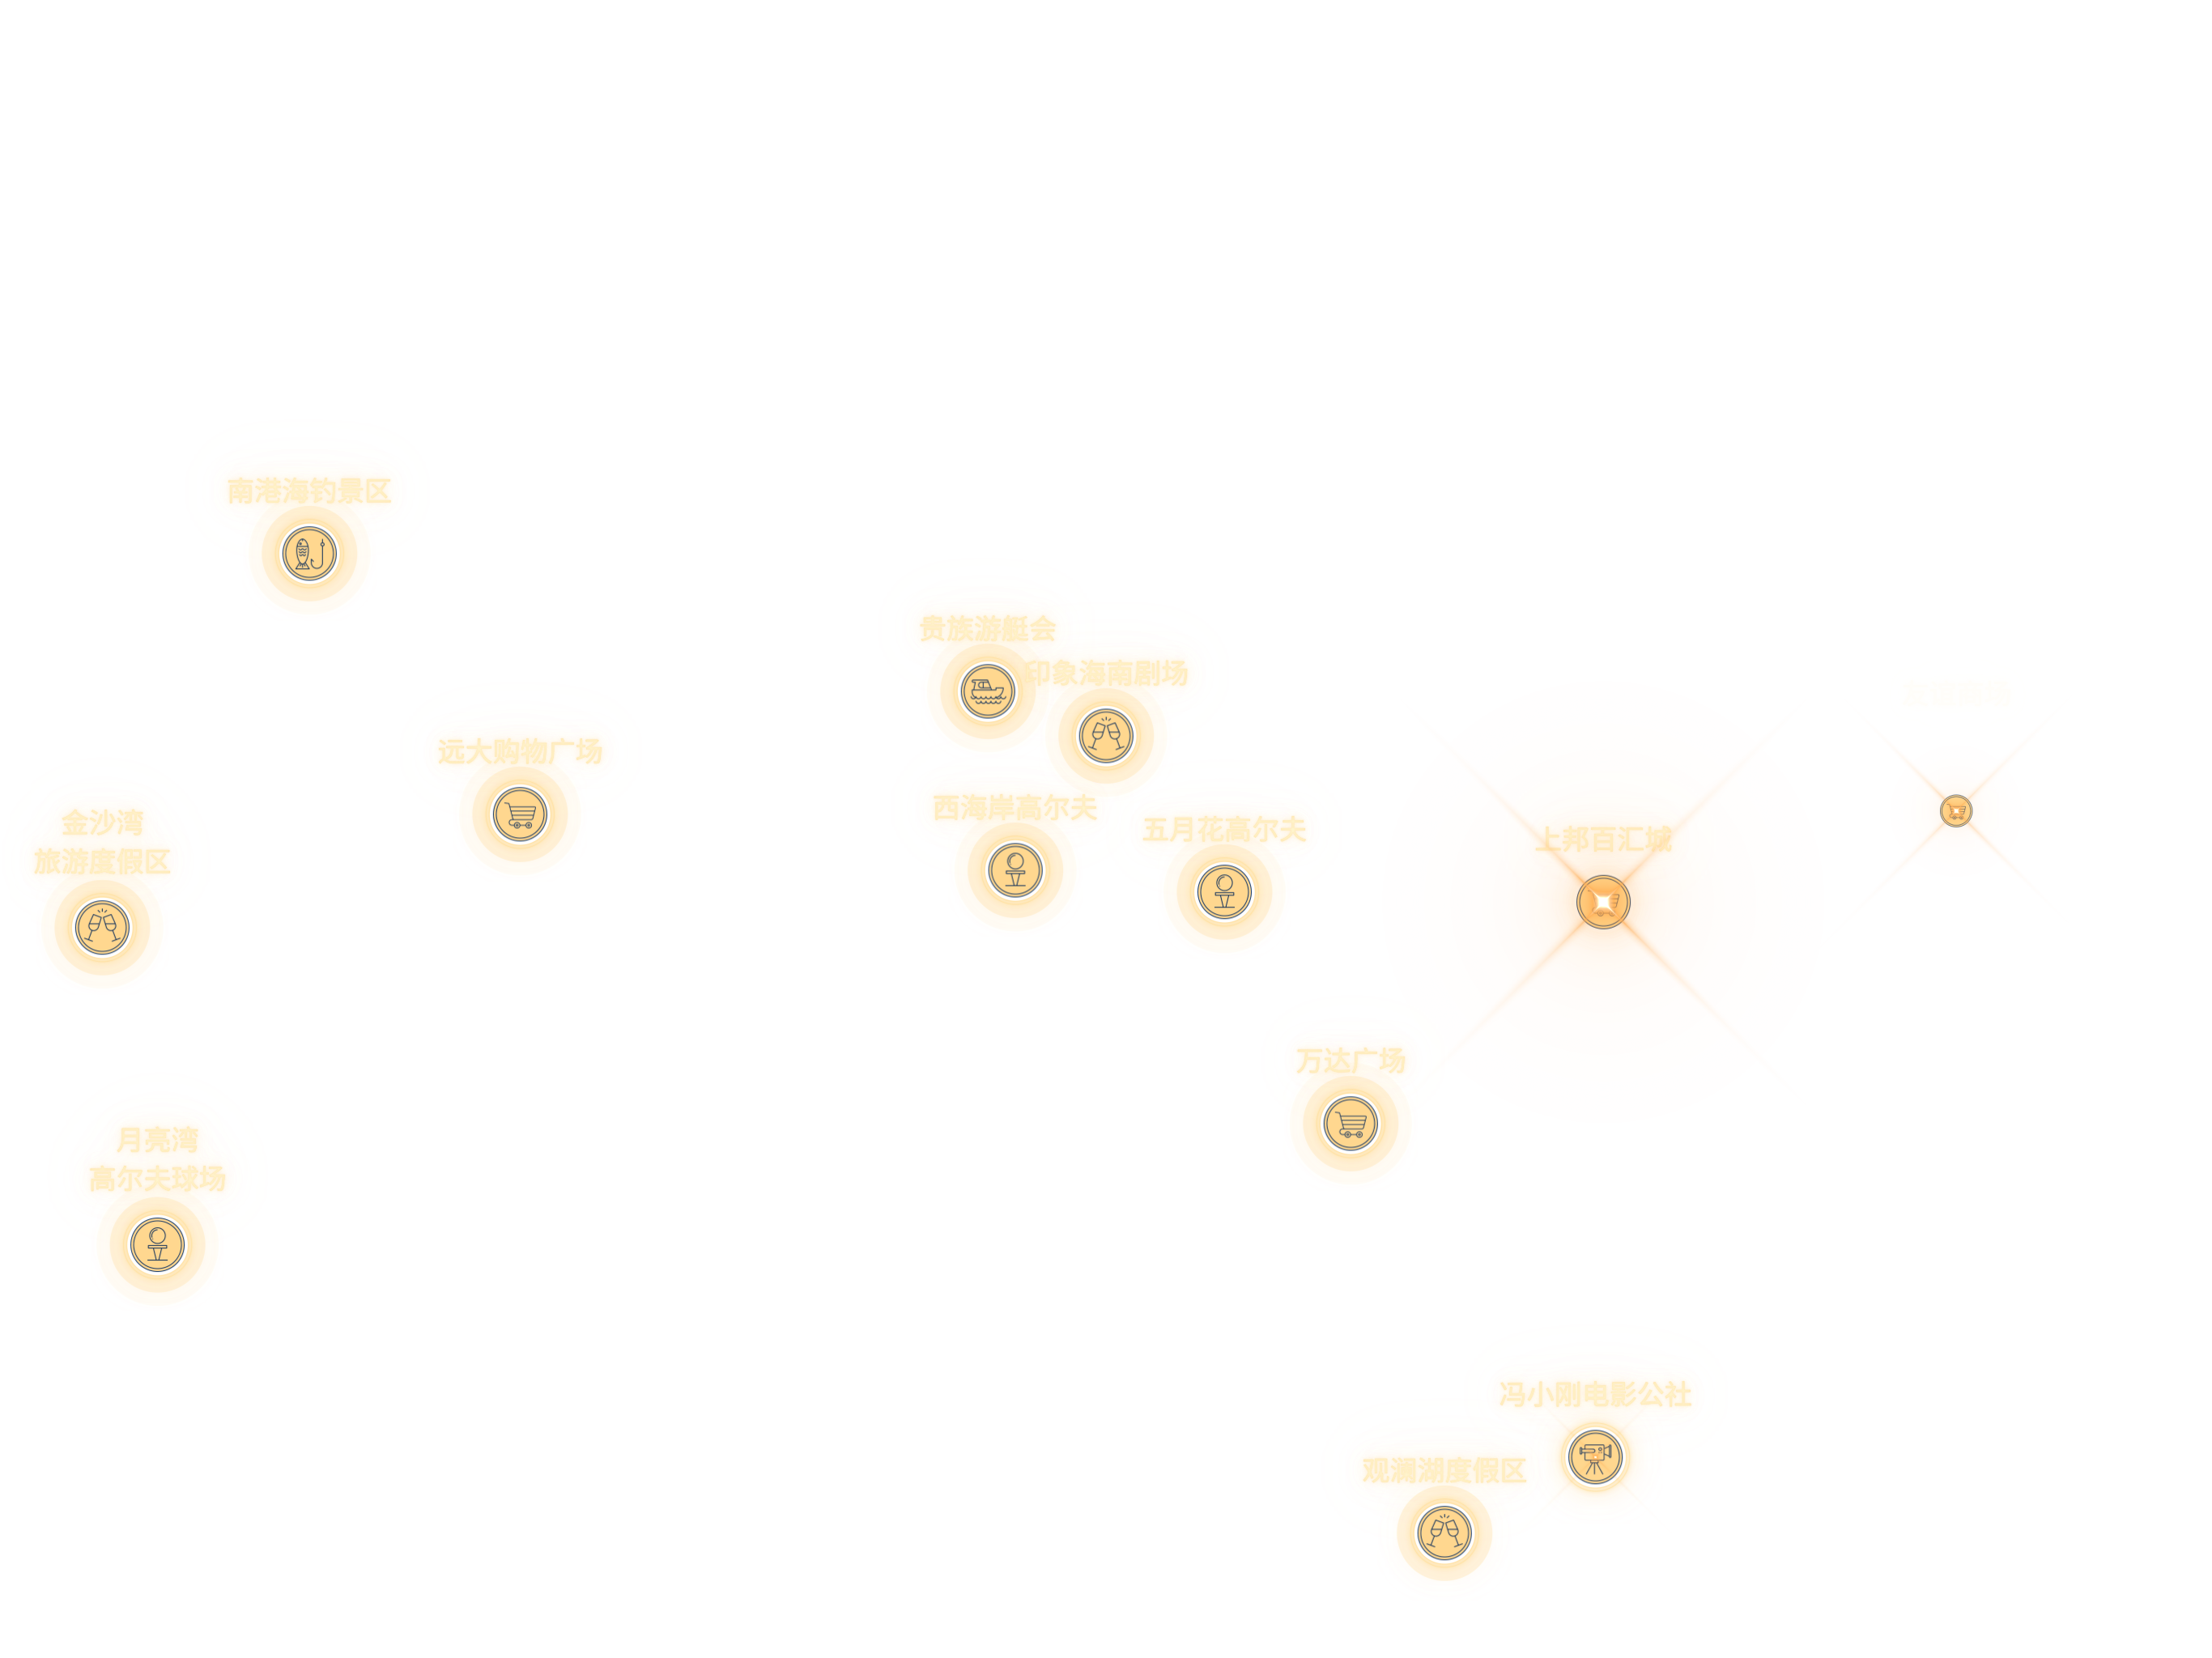 南港海钓景区
贵族游艇会
印象海南剧场
远大购物广场
西海岸高尔夫
五月花高尔夫
金沙湾
旅游度假区
上邦百汇城
万达广场
月亮湾
高尔夫球场
冯小刚电影公社
观澜湖度假区